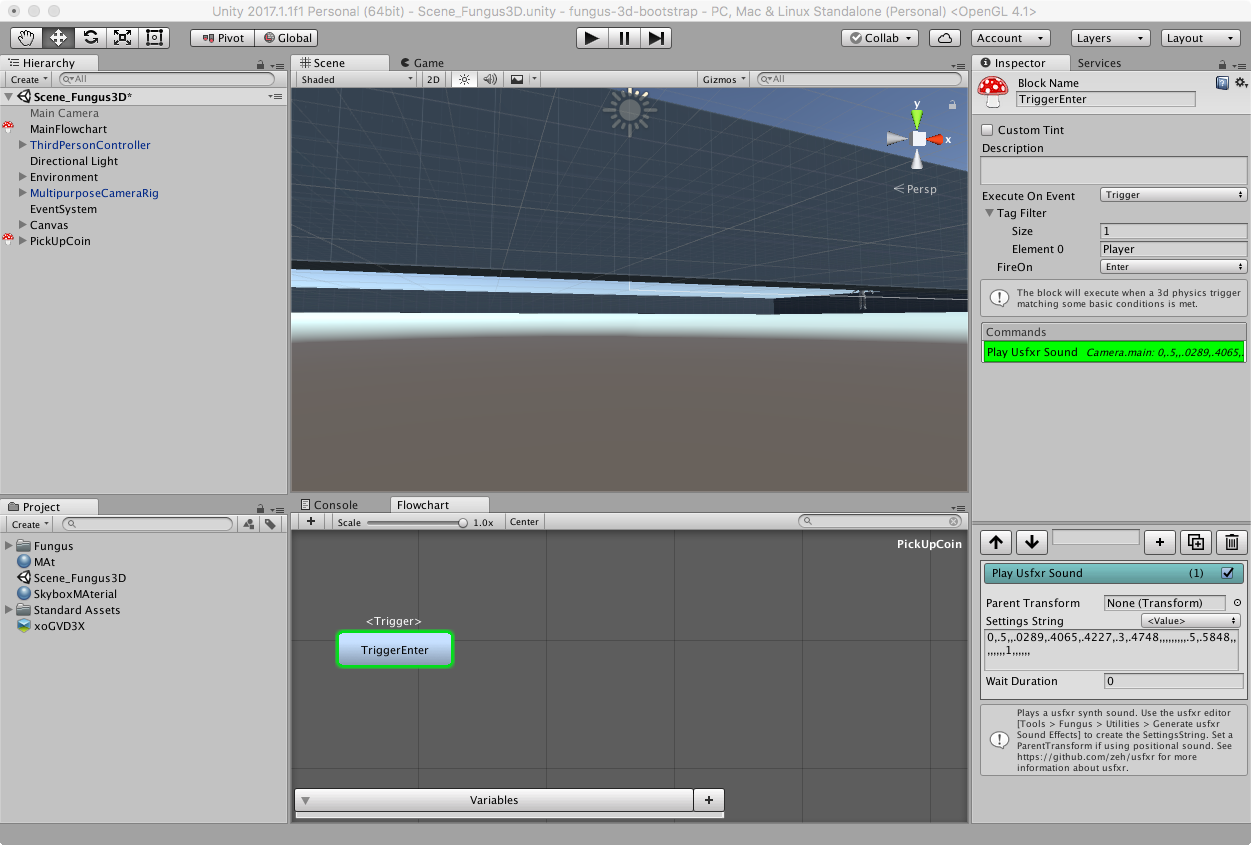 Unity 2017.1.1f1 Personal (64bit) - Scene_Fungus3D.unity - fungus-3d-bootstrap - PC, Mac & Linux Standalone (Personal) <OpenGL 4.1>
Pivot Global Collab Account Layers Layout
Hierarchy
Create All
Scene_Fungus3D*
Main Camera
MainFlowchart
ThirdPersonController
Directional Light
Environment
MultipurposeCameraRig
EventSystem
Canvas
PickUpCoin
Scene Game
Shaded 2D Gizmos All
y
x
Persp
Inspector Services
Block Name
TriggerEnter
Custom Tint
Description
Execute On Event Trigger
Tag Filter
Size 1
Element 0 Player
FireOn Enter
The block will execute when a 3d physics trigger
matching some basic conditions is met.
Commands
Play Usfxr Sound Camera.main: 0,.5,,.0289,.4065,.
Project
Create
Fungus
MAt
Scene_Fungus3D
SkyboxMAterial
Standard Assets
xoGVD3X
Console Flowchart
+ Scale 1.0x Center
PickUpCoin
<Trigger>
TriggerEnter
Variables +
+
Play Usfxr Sound (1)
Parent Transform None (Transform)
Settings String <Value>
0,.5,,.0289,.4065,.4227,.3,.4748,,,,,,,,,,.5,.5848,,
,,,,,,1,,,,,,
Wait Duration 0
Plays a usfxr synth sound. Use the usfxr editor
[Tools > Fungus > Utilities > Generate usfxr
Sound Effects] to create the SettingsString. Set a
ParentTransform if using positional sound. See
https://github.com/zeh/usfxr for more
information about usfxr.